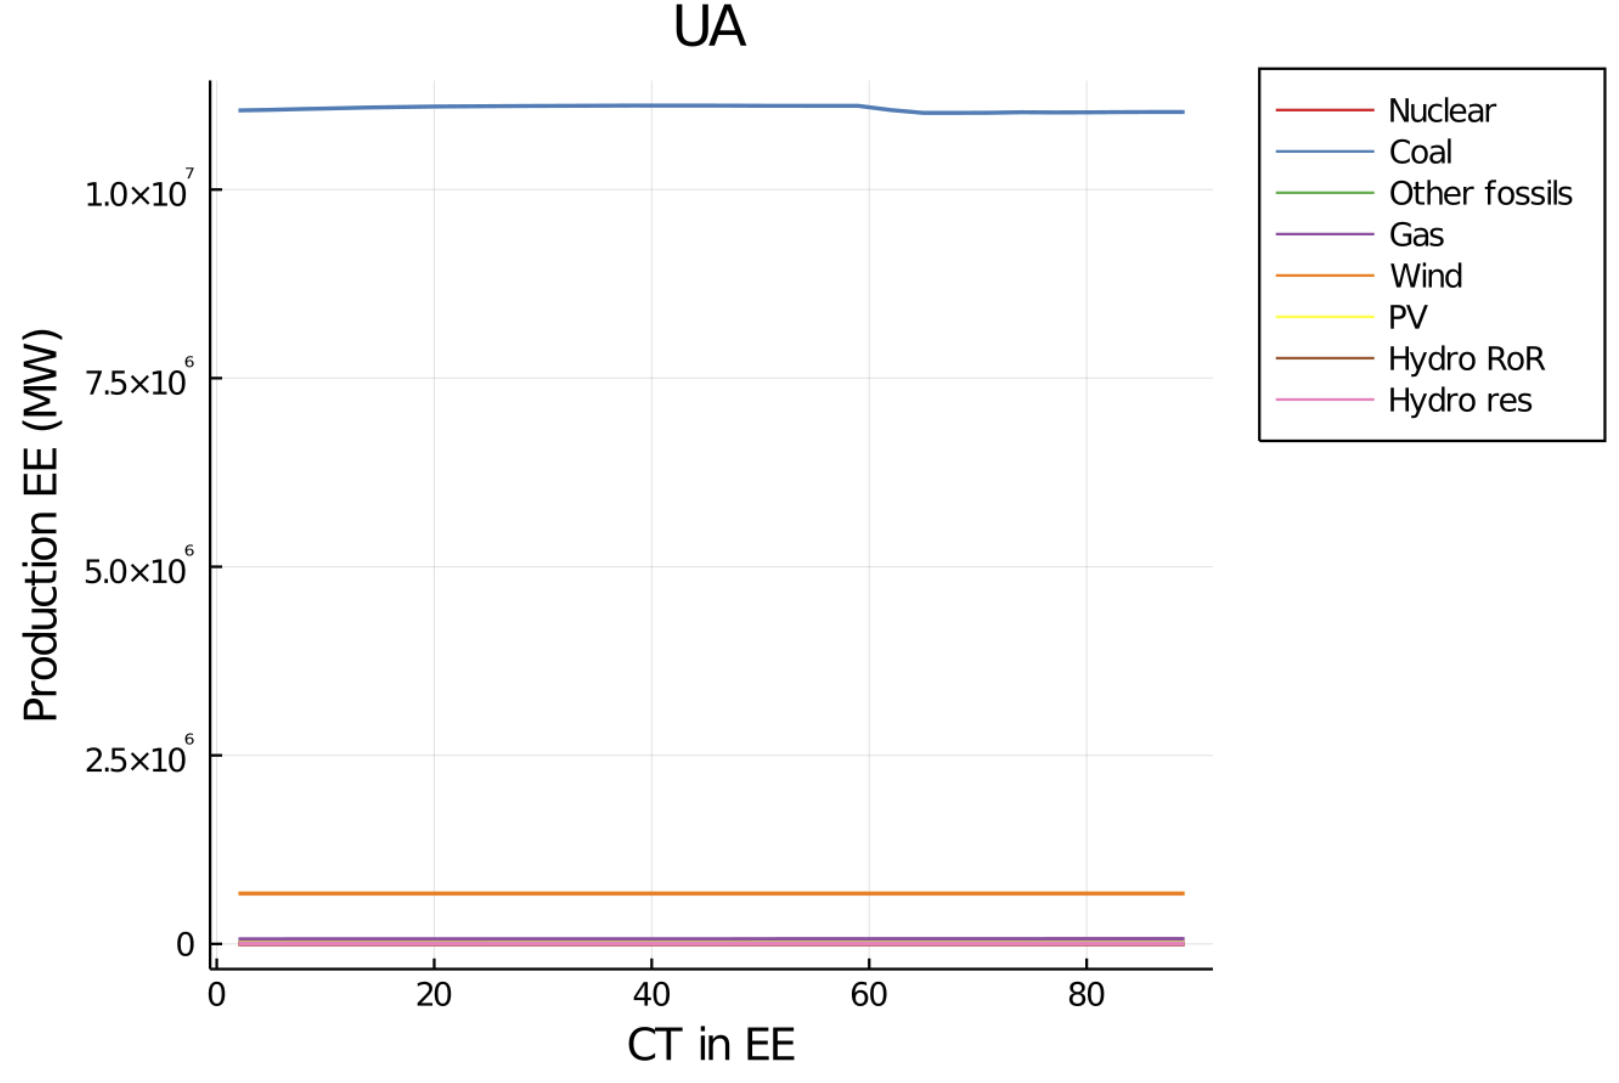 UA
Production EE (MW)
1.0×10⁷
7.5×10⁶
5.0×10⁶
2.5×10⁶
0
0 20 40 60 80
CT in EE
Nuclear
Coal
Other fossils
Gas
Wind
PV
Hydro RoR
Hydro res